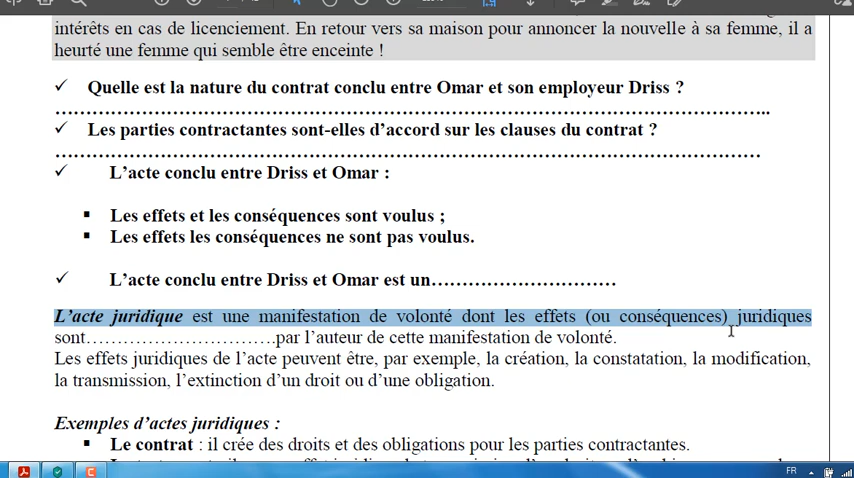 intérêts en cas de licenciement. En retour vers sa maison pour annoncer la nouvelle à sa femme, il a
heurté une femme qui semble être enceinte !
✓ Quelle est la nature du contrat conclu entre Omar et son employeur Driss ?
………………………………………………………………………………………………..
✓ Les parties contractantes sont-elles d’accord sur les clauses du contrat ?
………………………………………………………………………………………………
✓ L’acte conclu entre Driss et Omar :
▪ Les effets et les conséquences sont voulus ;
▪ Les effets les conséquences ne sont pas voulus.
✓ L’acte conclu entre Driss et Omar est un…………………………
L’acte juridique est une manifestation de volonté dont les effets (ou conséquences) juridiques
sont………………………….par l’auteur de cette manifestation de volonté.
Les effets juridiques de l’acte peuvent être, par exemple, la création, la constatation, la modification,
la transmission, l’extinction d’un droit ou d’une obligation.
Exemples d’actes juridiques :
▪ Le contrat : il crée des droits et des obligations pour les parties contractantes.
FR